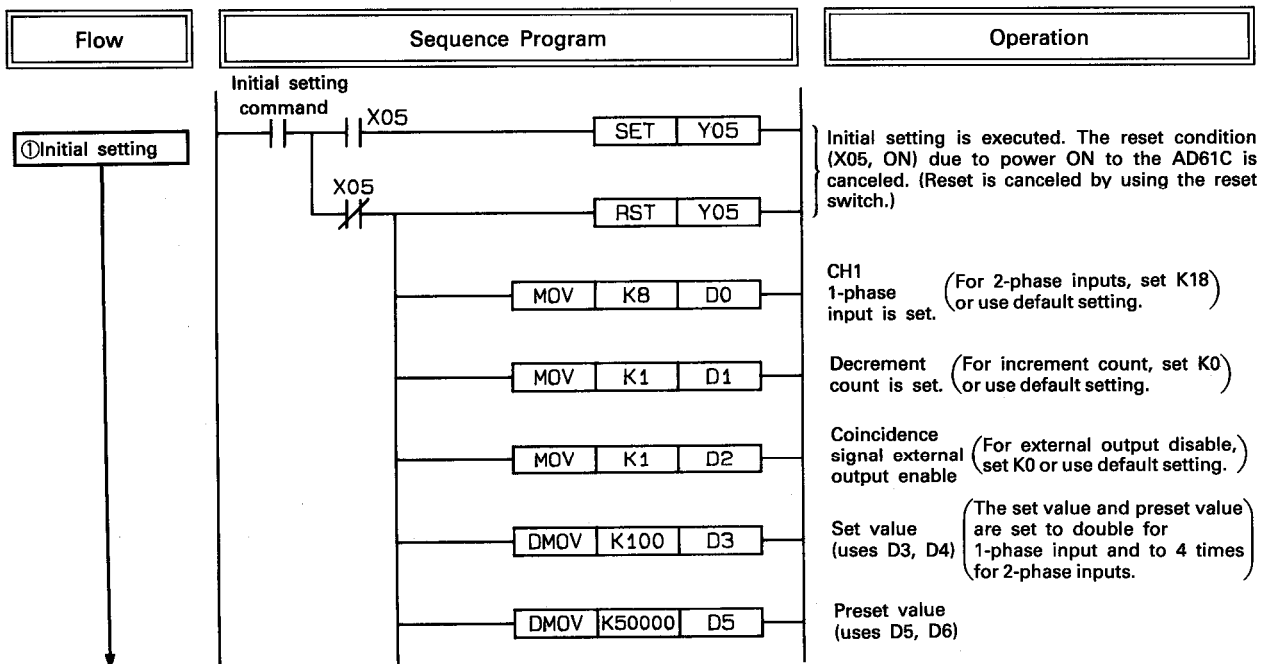 Flow
Sequence Program
Operation
Initial setting
command
X05
SET Y05
①Initial setting
Initial setting is executed. The reset condition
(X05, ON) due to power ON to the AD61C is
canceled. (Reset is canceled by using the reset
switch.)
X05
RST Y05
MOV K8 D0
CH1
1-phase
input is set.
(For 2-phase inputs, set K18
or use default setting.)
MOV K1 D1
Decrement
count is set.
(For increment count, set K0
or use default setting.)
MOV K1 D2
Coincidence
signal external
output enable
(For external output disable,
set K0 or use default setting.)
DMOV K100 D3
Set value
(uses D3, D4)
(The set value and preset value
are set to double for
1-phase input and to 4 times
for 2-phase inputs.)
DMOV K50000 D5
Preset value
(uses D5, D6)